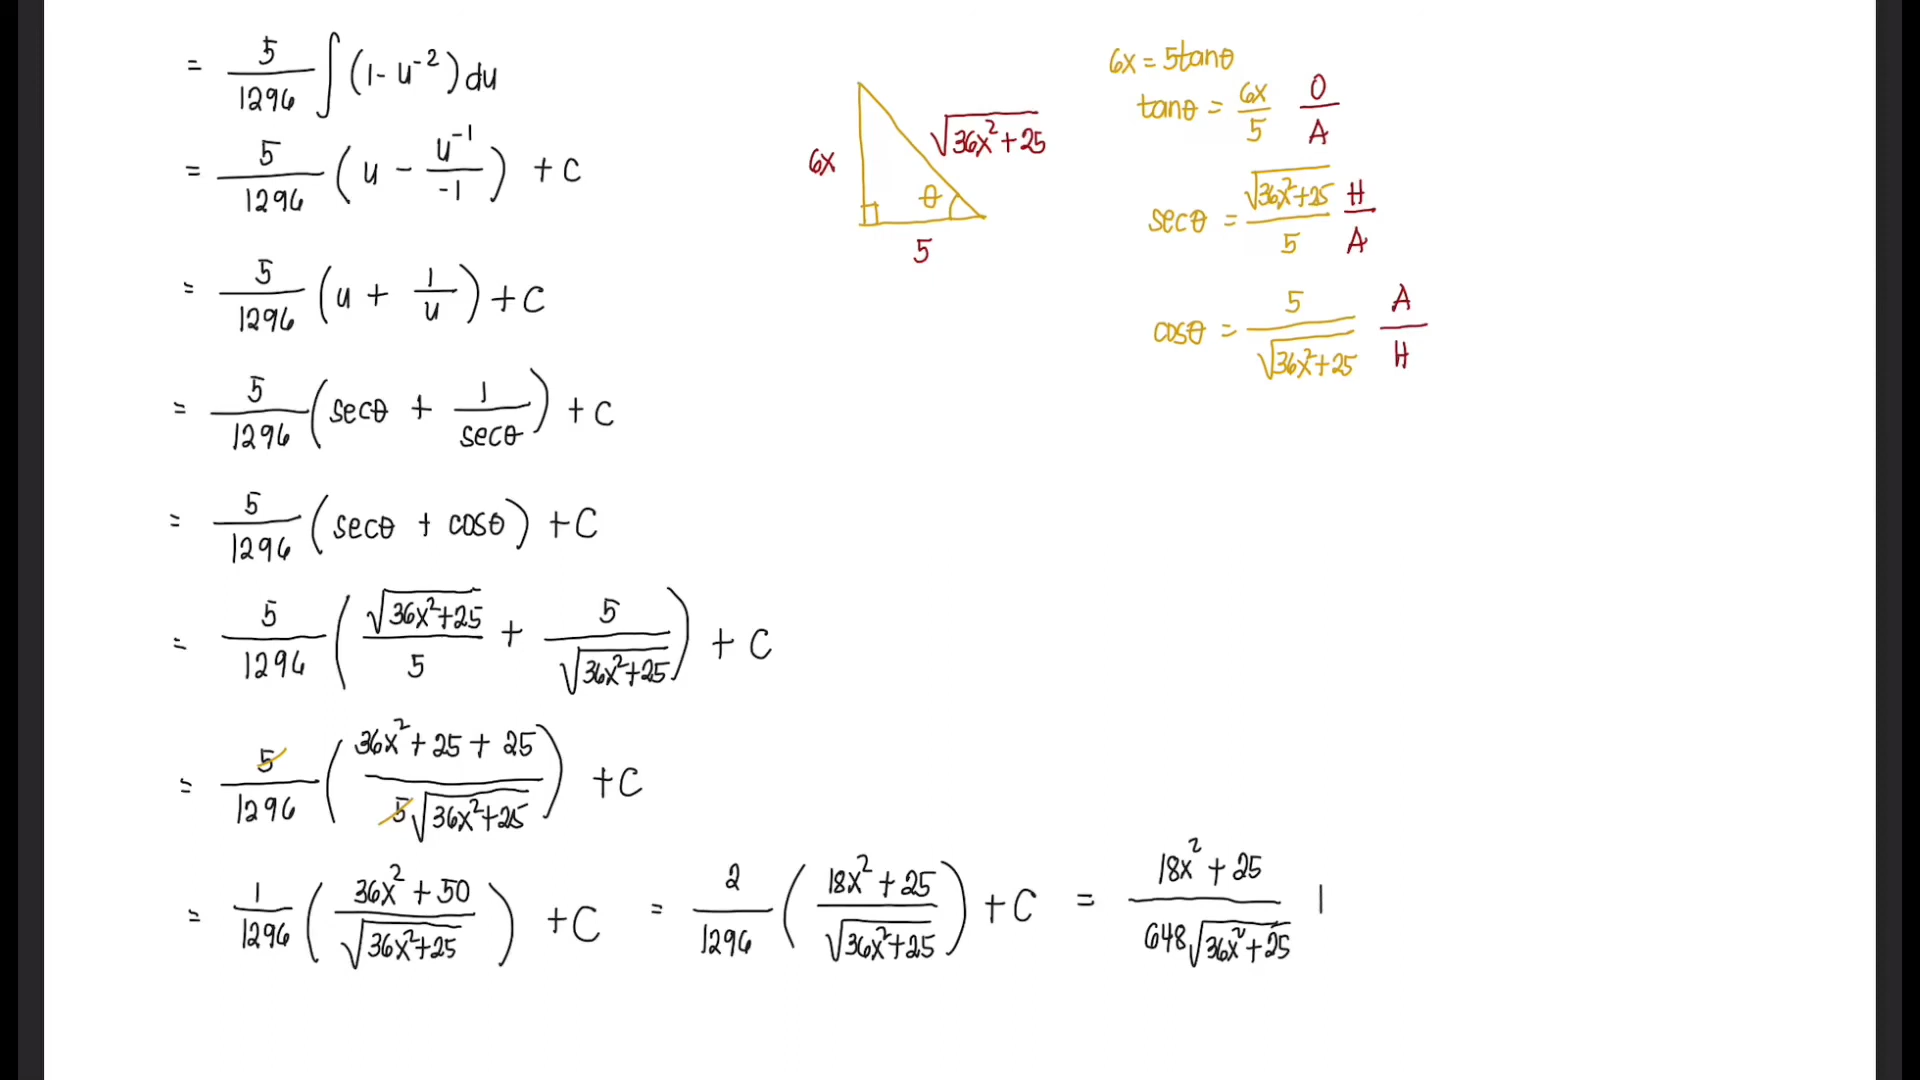 = 5/1296 ∫ (1 - u⁻²) du
= 5/1296 (u - u⁻¹/-1) + C
= 5/1296 (u + 1/u) + C
= 5/1296 (secθ + 1/secθ) + C
= 5/1296 (secθ + cosθ) + C
= 5/1296 (√(36x²+25)/5 + 5/√(36x²+25)) + C
= 5/1296 ((36x² + 25 + 25)/(5√(36x²+25))) + C
= 1/1296 ((36x² + 50)/√(36x²+25)) + C = 2/1296 ((18x² + 25)/√(36x²+25)) + C = (18x² + 25)/(648√(36x²+25)) |
6x
√(36x²+25)
θ
5
6x = 5tanθ
tanθ = 6x/5 O/A
secθ = √(36x²+25)/5 H/A
cosθ = 5/√(36x²+25) A/H